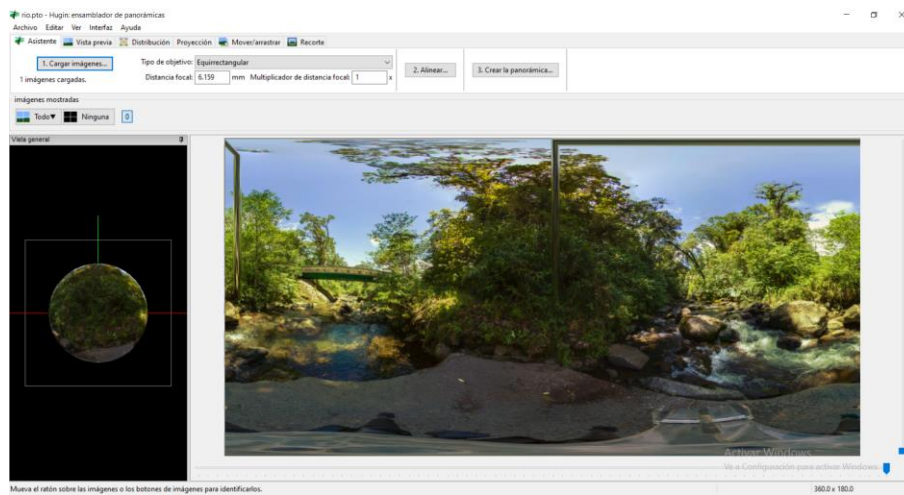 rio.pto - Hugin: ensamblador de panorámicas
Archivo Editar Ver Interfaz Ayuda
Asistente Vista previa Distribución Proyección Mover/arrastrar Recorte
1. Cargar imágenes... Tipo de objetivo: Equirrectangular 2. Alinear... 3. Crear la panorámica...
1 imágenes cargadas. Distancia focal: 6.159 mm Multiplicador de distancia focal: 1 x
imágenes mostradas
Todo▼ Ninguna 0
Vista general
Activar Windows
Ve a Configuración para activar Windows.
Mueva el ratón sobre las imágenes o los botones de imágenes para identificarlos. 360.0 x 180.0